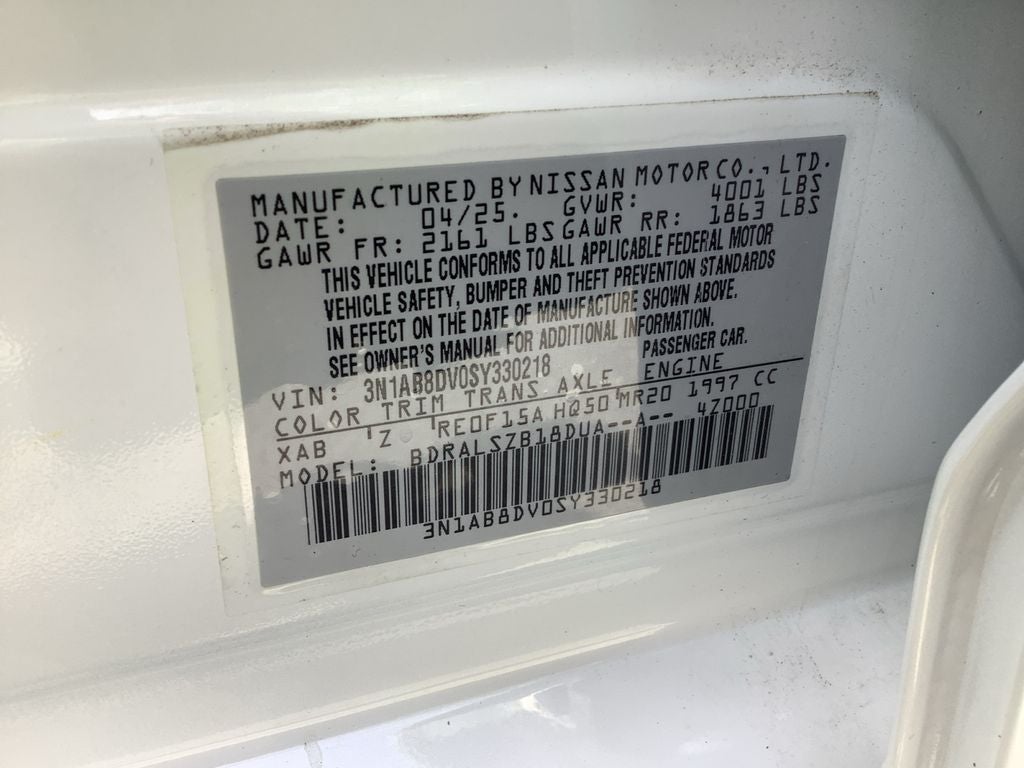 MANUFACTURED BY NISSAN MOTOR CO., LTD.
DATE: 04/25. GVWR: 4001 LBS
GAWR FR: 2161 LBS GAWR RR: 1863 LBS
THIS VEHICLE CONFORMS TO ALL APPLICABLE FEDERAL MOTOR
VEHICLE SAFETY, BUMPER AND THEFT PREVENTION STANDARDS
IN EFFECT ON THE DATE OF MANUFACTURE SHOWN ABOVE.
SEE OWNER'S MANUAL FOR ADDITIONAL INFORMATION.
VIN: 3N1AB8DV0SY330218 PASSENGER CAR.
COLOR TRIM TRANS. AXLE ENGINE
XAB Z RE0F15A HQ50 MR20 1997 CC
MODEL: BDRALSZB18DUA--A-- 4Z000
3N1AB8DV0SY330218